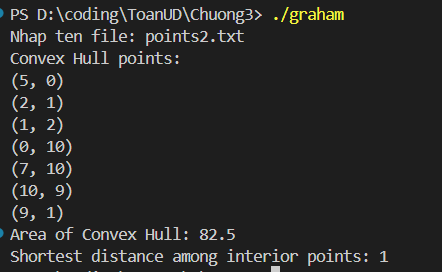 PS D:\coding\ToanUD\Chuong3> ./graham
Nhap ten file: points2.txt
Convex Hull points:
(5, 0)
(2, 1)
(1, 2)
(0, 10)
(7, 10)
(10, 9)
(9, 1)
Area of Convex Hull: 82.5
Shortest distance among interior points: 1